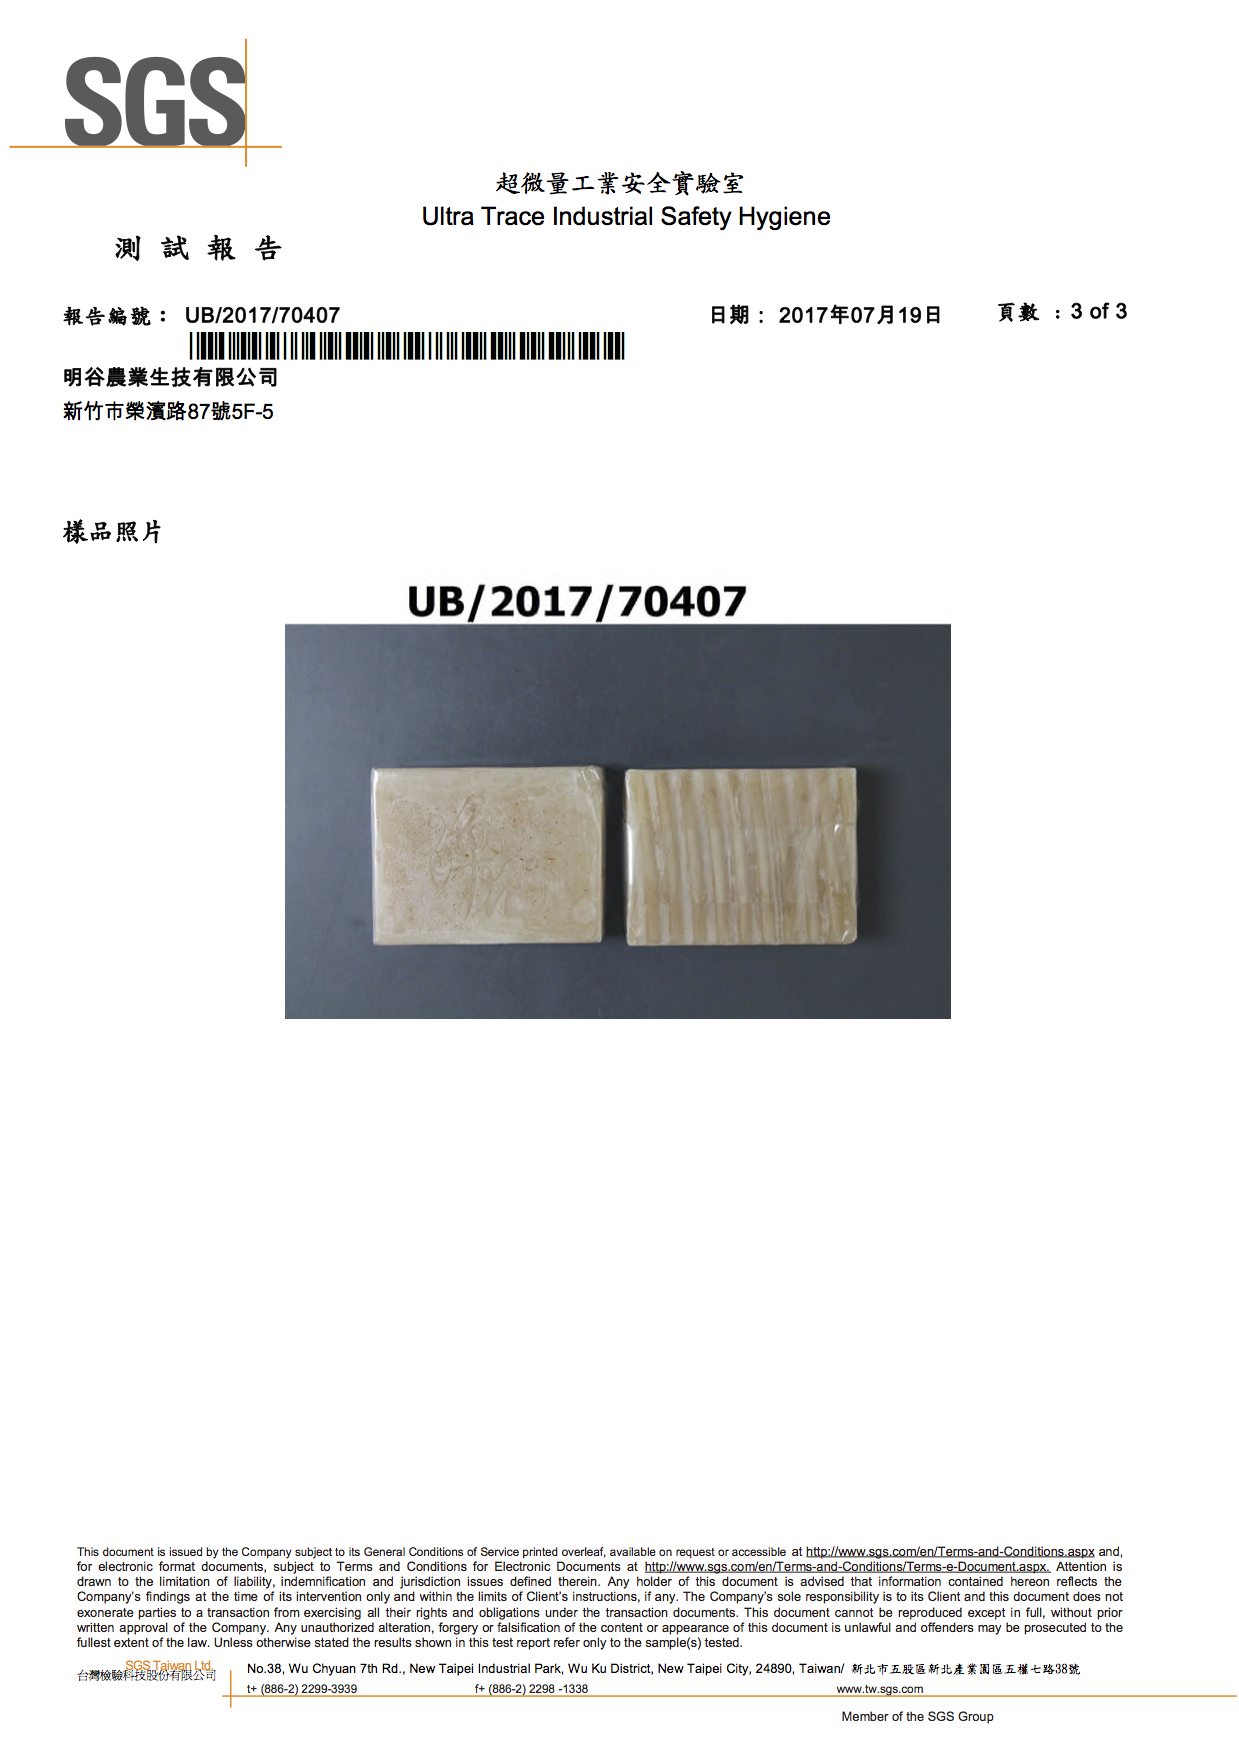 SGS
超微量工業安全實驗室
Ultra Trace Industrial Safety Hygiene
測 試 報 告
報告編號： UB/2017/70407 日期： 2017年07月19日 頁數 ：3 of 3
明谷農業生技有限公司
新竹市榮濱路87號5F-5
樣品照片
UB/2017/70407
This document is issued by the Company subject to its General Conditions of Service printed overleaf, available on request or accessible at http://www.sgs.com/en/Terms-and-Conditions.aspx and,
for electronic format documents, subject to Terms and Conditions for Electronic Documents at http://www.sgs.com/en/Terms-and-Conditions/Terms-e-Document.aspx. Attention is
drawn to the limitation of liability, indemnification and jurisdiction issues defined therein. Any holder of this document is advised that information contained hereon reflects the
Company's findings at the time of its intervention only and within the limits of Client's instructions, if any. The Company's sole responsibility is to its Client and this document does not
exonerate parties to a transaction from exercising all their rights and obligations under the transaction documents. This document cannot be reproduced except in full, without prior
written approval of the Company. Any unauthorized alteration, forgery or falsification of the content or appearance of this document is unlawful and offenders may be prosecuted to the
fullest extent of the law. Unless otherwise stated the results shown in this test report refer only to the sample(s) tested.
SGS Taiwan Ltd.
台灣檢驗科技股份有限公司
No.38, Wu Chyuan 7th Rd., New Taipei Industrial Park, Wu Ku District, New Taipei City, 24890, Taiwan/ 新北市五股區新北產業園區五權七路38號
t+ (886-2) 2299-3939 f+ (886-2) 2298 -1338 www.tw.sgs.com
Member of the SGS Group